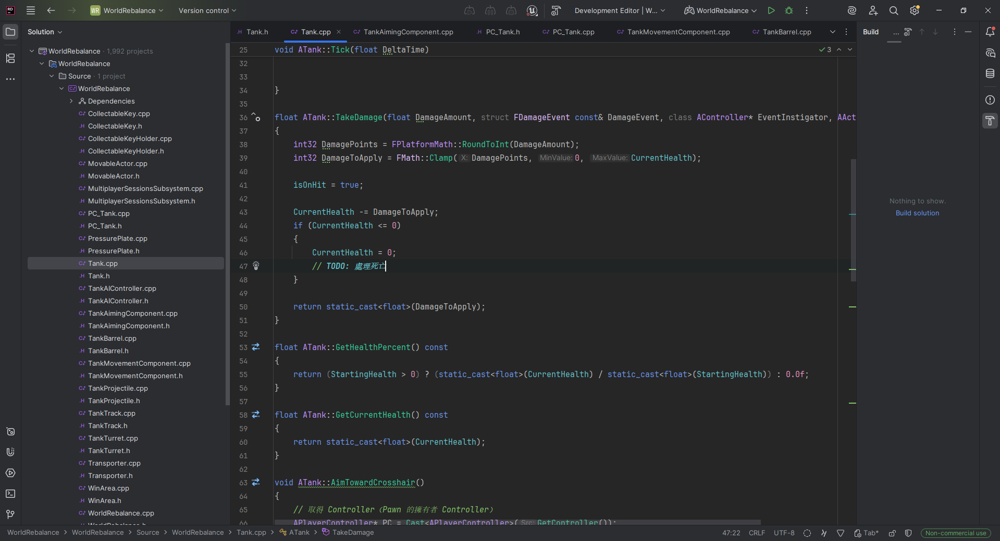 WR WorldRebalance Version control Development Editor | W... WorldRebalance
Solution
WorldRebalance · 1,992 projects
WorldRebalance
Source · 1 project
WorldRebalance
Dependencies
CollectableKey.cpp
CollectableKey.h
CollectableKeyHolder.cpp
CollectableKeyHolder.h
MovableActor.cpp
MovableActor.h
MultiplayerSessionsSubsystem.cpp
MultiplayerSessionsSubsystem.h
PC_Tank.cpp
PC_Tank.h
PressurePlate.cpp
PressurePlate.h
Tank.cpp
Tank.h
TankAIController.cpp
TankAIController.h
TankAimingComponent.cpp
TankAimingComponent.h
TankBarrel.cpp
TankBarrel.h
TankMovementComponent.cpp
TankMovementComponent.h
TankProjectile.cpp
TankProjectile.h
TankTrack.cpp
TankTrack.h
TankTurret.cpp
TankTurret.h
Transporter.cpp
Transporter.h
WinArea.cpp
WinArea.h
WorldRebalance.cpp
Tank.h Tank.cpp TankAimingComponent.cpp PC_Tank.h PC_Tank.cpp TankMovementComponent.cpp TankBarrel.cpp
25 void ATank::Tick(float DeltaTime) 3
32
33
34 }
35
36 float ATank::TakeDamage(float DamageAmount, struct FDamageEvent const& DamageEvent, class AController* EventInstigator, AAct
37 {
38 int32 DamagePoints = FPlatformMath::RoundToInt(DamageAmount);
39 int32 DamageToApply = FMath::Clamp( X: DamagePoints, MinValue: 0, MaxValue: CurrentHealth);
40
41 isOnHit = true;
42
43 CurrentHealth -= DamageToApply;
44 if (CurrentHealth <= 0)
45 {
46 CurrentHealth = 0;
47 // TODO: 處理死亡
48 }
49
50 return static_cast<float>(DamageToApply);
51 }
52
53 float ATank::GetHealthPercent() const
54 {
55 return (StartingHealth > 0) ? (static_cast<float>(CurrentHealth) / static_cast<float>(StartingHealth)) : 0.0f;
56 }
57
58 float ATank::GetCurrentHealth() const
59 {
60 return static_cast<float>(CurrentHealth);
61 }
62
63 void ATank::AimTowardCrosshair()
64 {
65 // 取得 Controller（Pawn 的擁有者 Controller）
66 APlayerController* PC = Cast<APlayerController>( Src: GetController());
Build ...
Nothing to show.
Build solution
WorldRebalance > WorldRebalance > Source > WorldRebalance > Tank.cpp > ATank > TakeDamage 47:22 CRLF UTF-8 Tab* Non-commercial use